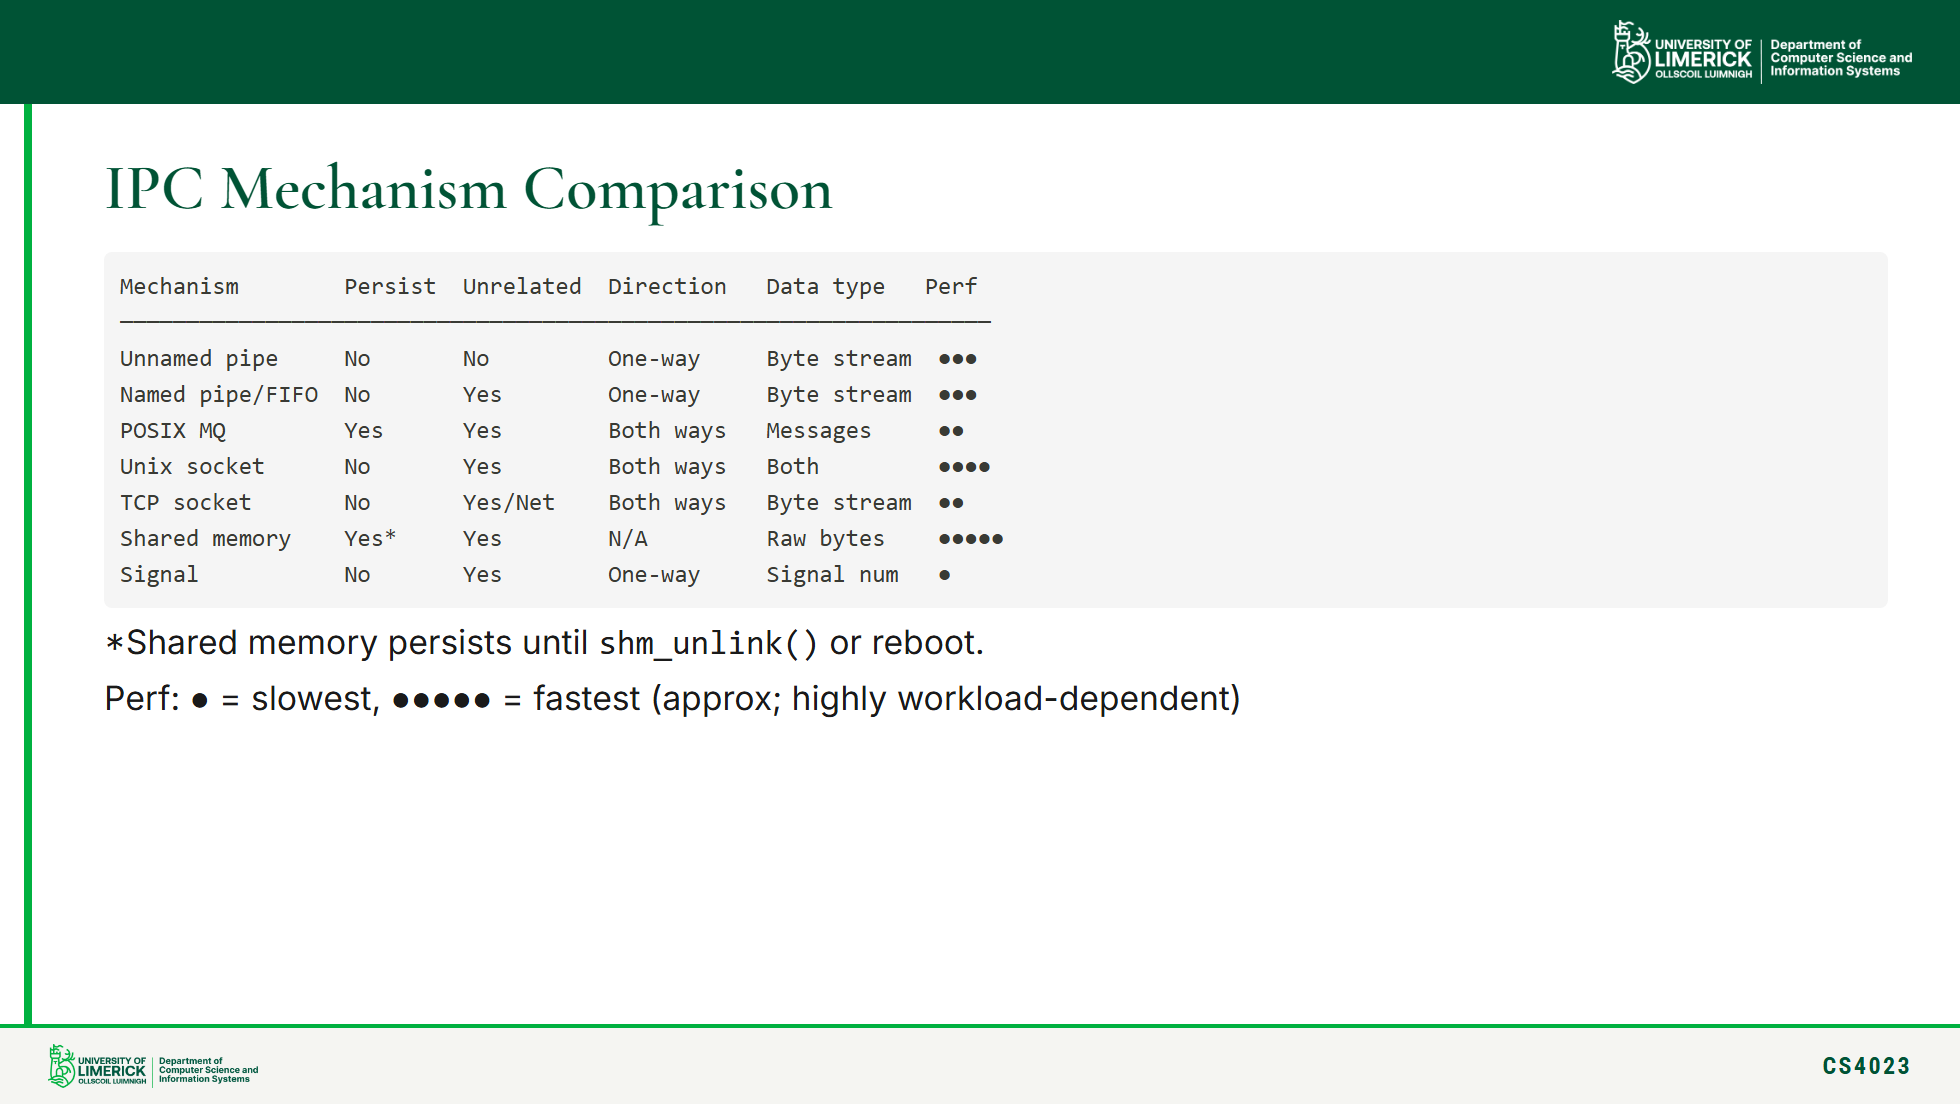 UNIVERSITY OF
LIMERICK
OLLSCOIL LUIMNIGH
Department of
Computer Science and
Information Systems
IPC Mechanism Comparison
Mechanism Persist Unrelated Direction Data type Perf
Unnamed pipe No No One-way Byte stream ●●●
Named pipe/FIFO No Yes One-way Byte stream ●●●
POSIX MQ Yes Yes Both ways Messages ●●
Unix socket No Yes Both ways Both ●●●●
TCP socket No Yes/Net Both ways Byte stream ●●
Shared memory Yes* Yes N/A Raw bytes ●●●●●
Signal No Yes One-way Signal num ●
*Shared memory persists until shm_unlink() or reboot.
Perf: ● = slowest, ●●●●● = fastest (approx; highly workload-dependent)
UNIVERSITY OF
LIMERICK
OLLSCOIL LUIMNIGH
Department of
Computer Science and
Information Systems
CS4023